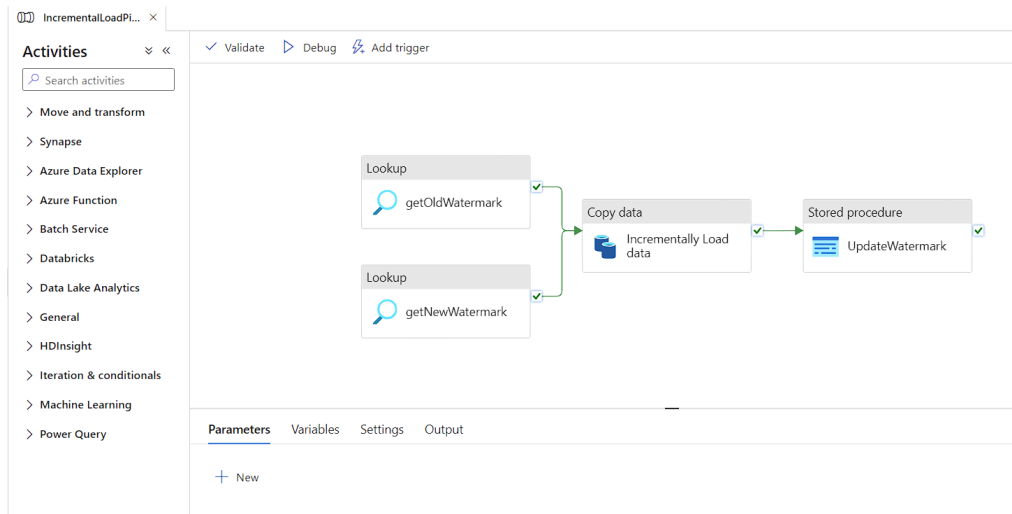 IncrementalLoadPi...
Activities
Validate
Debug
Add trigger
Search activities
Move and transform
Synapse
Azure Data Explorer
Azure Function
Batch Service
Databricks
Data Lake Analytics
General
HDInsight
Iteration & conditionals
Machine Learning
Power Query
Lookup
getOldWatermark
Lookup
getNewWatermark
Copy data
Incrementally Load
data
Stored procedure
UpdateWatermark
Parameters
Variables
Settings
Output
New